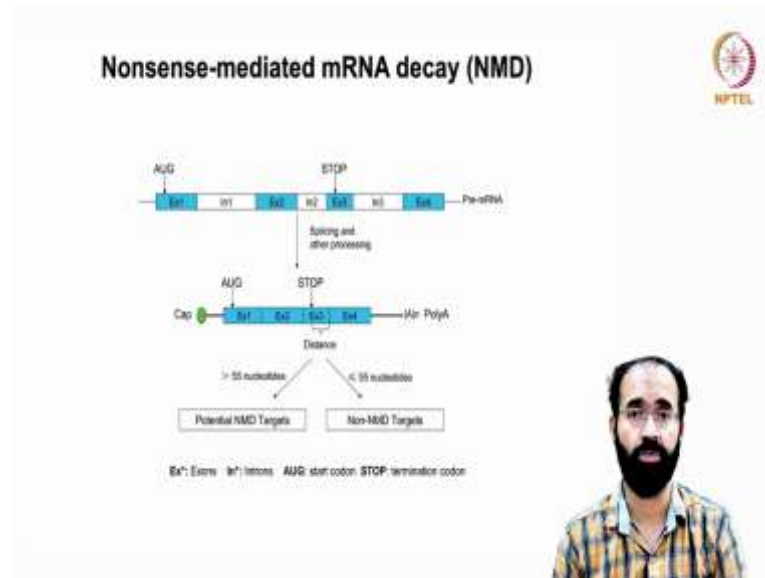 Nonsense-mediated mRNA decay (NMD)
NPTEL
AUG STOP
Ex1 In1 Ex2 In2 Ex3 In3 Ex4 Pre-mRNA
Splicing and
other processing
AUG STOP
Cap Ex1 Ex2 Ex3 Ex4 (A)n PolyA
Distance
> 55 nucleotides ≤ 55 nucleotides
Potential NMD Targets Non-NMD Targets
Ex*: Exons In*: Introns AUG: start codon STOP: termination codon